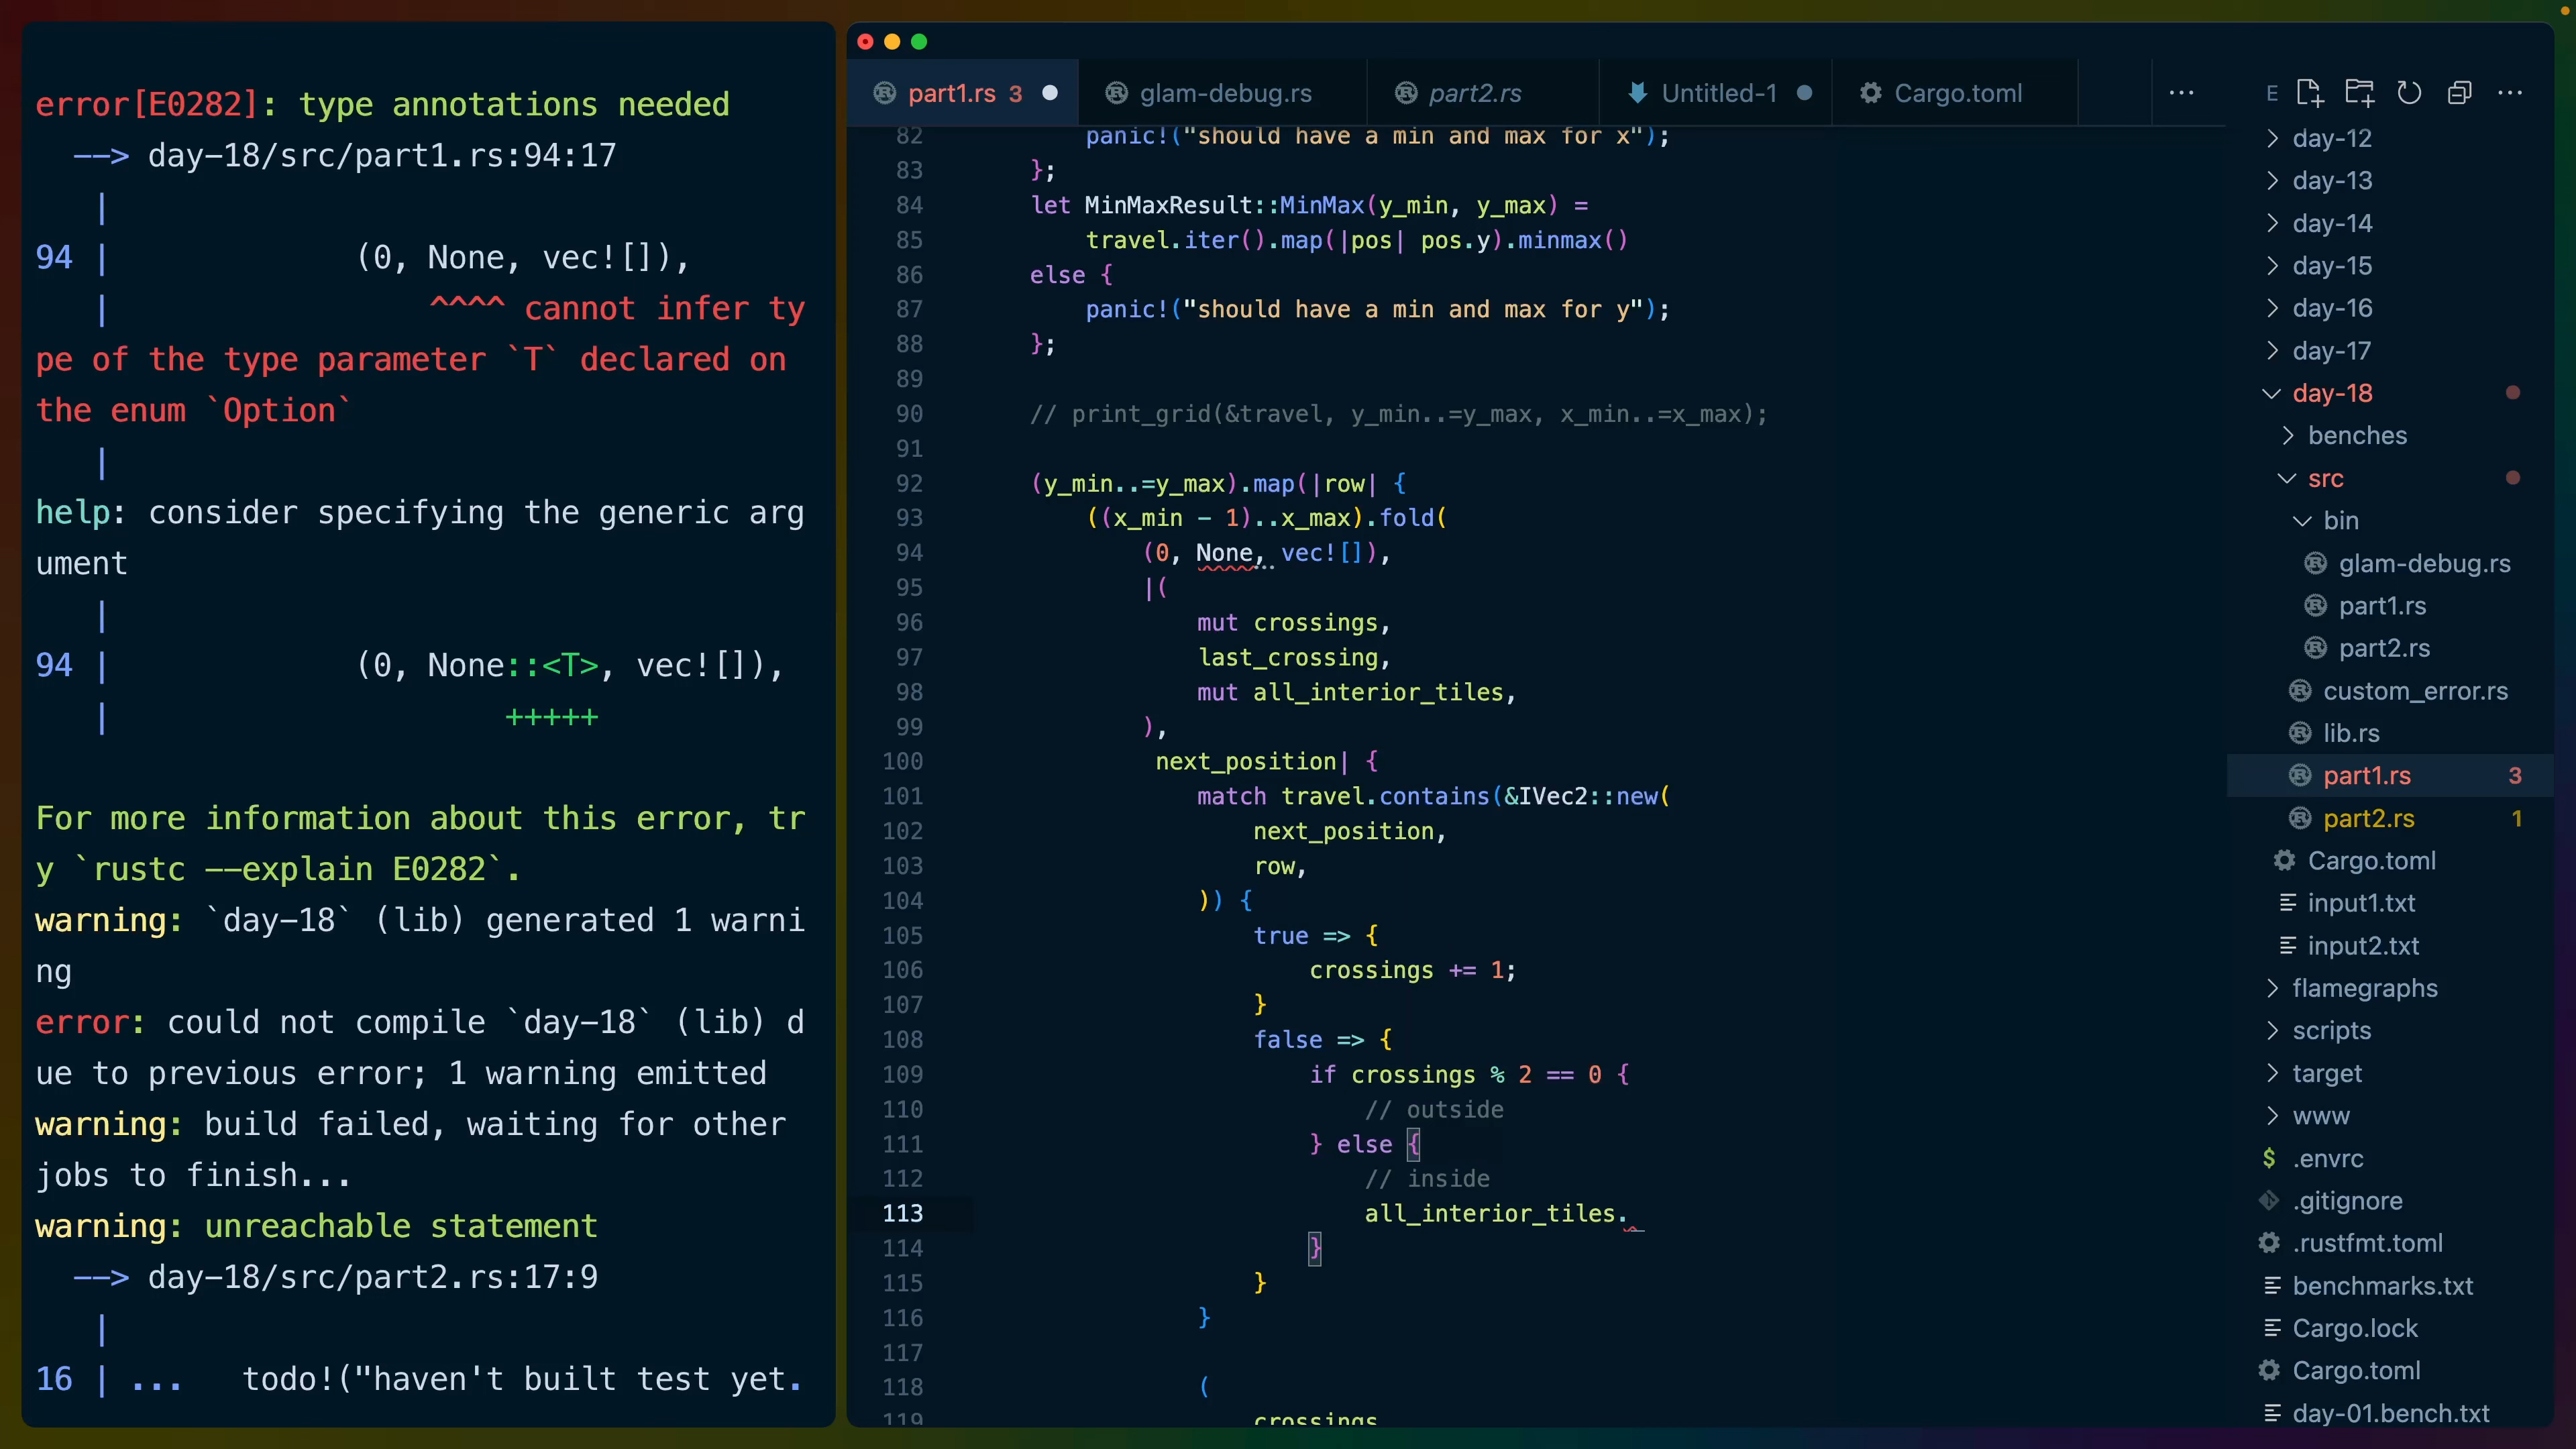 error[E0282]: type annotations needed
--> day-18/src/part1.rs:94:17
|
94 | (0, None, vec![]),
| ^^^^ cannot infer ty
pe of the type parameter `T` declared on
the enum `Option`
|
help: consider specifying the generic arg
ument
|
94 | (0, None::<T>, vec![]),
| +++++
For more information about this error, tr
y `rustc --explain E0282`.
warning: `day-18` (lib) generated 1 warni
ng
error: could not compile `day-18` (lib) d
ue to previous error; 1 warning emitted
warning: build failed, waiting for other
jobs to finish...
warning: unreachable statement
--> day-18/src/part2.rs:17:9
|
16 | ... todo!("haven't built test yet.
part1.rs 3 glam-debug.rs part2.rs Untitled-1 Cargo.toml ...
82 panic!("should have a min and max for x");
83 };
84 let MinMaxResult::MinMax(y_min, y_max) =
85 travel.iter().map(|pos| pos.y).minmax()
86 else {
87 panic!("should have a min and max for y");
88 };
89
90 // print_grid(&travel, y_min..=y_max, x_min..=x_max);
91
92 (y_min..=y_max).map(|row| {
93 ((x_min - 1)..x_max).fold(
94 (0, None, vec![]),
95 |(
96 mut crossings,
97 last_crossing,
98 mut all_interior_tiles,
99 ),
100 next_position| {
101 match travel.contains(&IVec2::new(
102 next_position,
103 row,
104 )) {
105 true => {
106 crossings += 1;
107 }
108 false => {
109 if crossings % 2 == 0 {
110 // outside
111 } else {
112 // inside
113 all_interior_tiles.
114 }
115 }
116 }
117
118 (
119 crossings
E ...
day-12
day-13
day-14
day-15
day-16
day-17
day-18
benches
src
bin
glam-debug.rs
part1.rs
part2.rs
custom_error.rs
lib.rs
part1.rs 3
part2.rs 1
Cargo.toml
input1.txt
input2.txt
flamegraphs
scripts
target
www
$ .envrc
.gitignore
.rustfmt.toml
benchmarks.txt
Cargo.lock
Cargo.toml
day-01.bench.txt